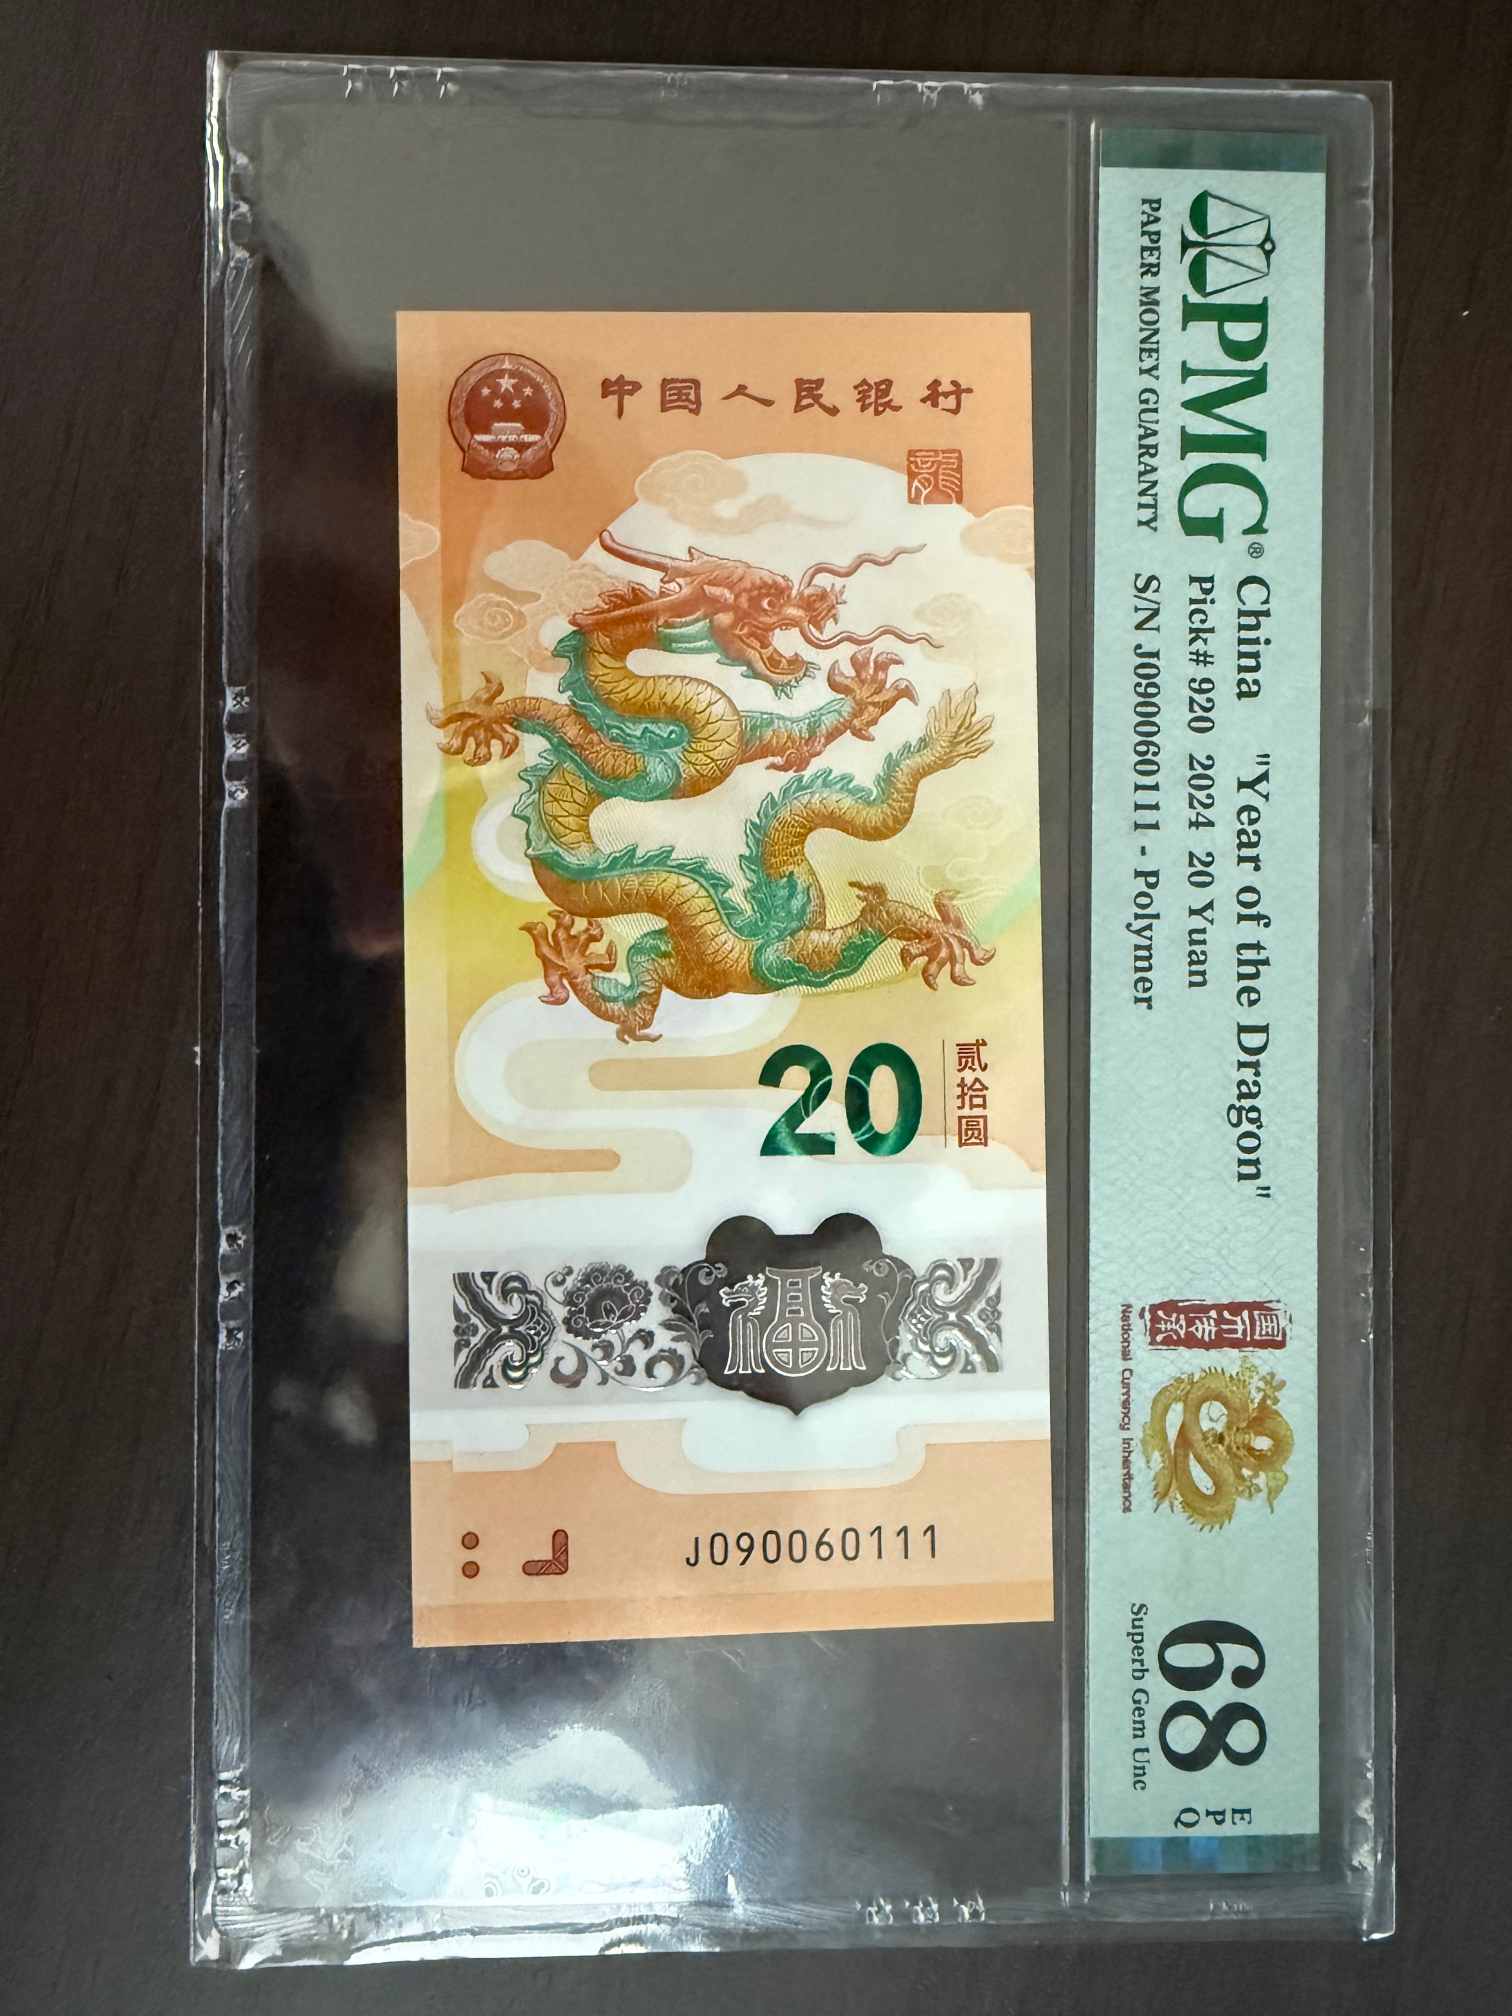 中国人民银行
龍
20
贰拾圆
福
J090060111
PMG®
PAPER MONEY GUARANTY
China "Year of the Dragon"
Pick# 920 2024 20 Yuan
S/N J090060111 - Polymer
国币传承
National Currency Inheritance
68 EPQ
Superb Gem Unc